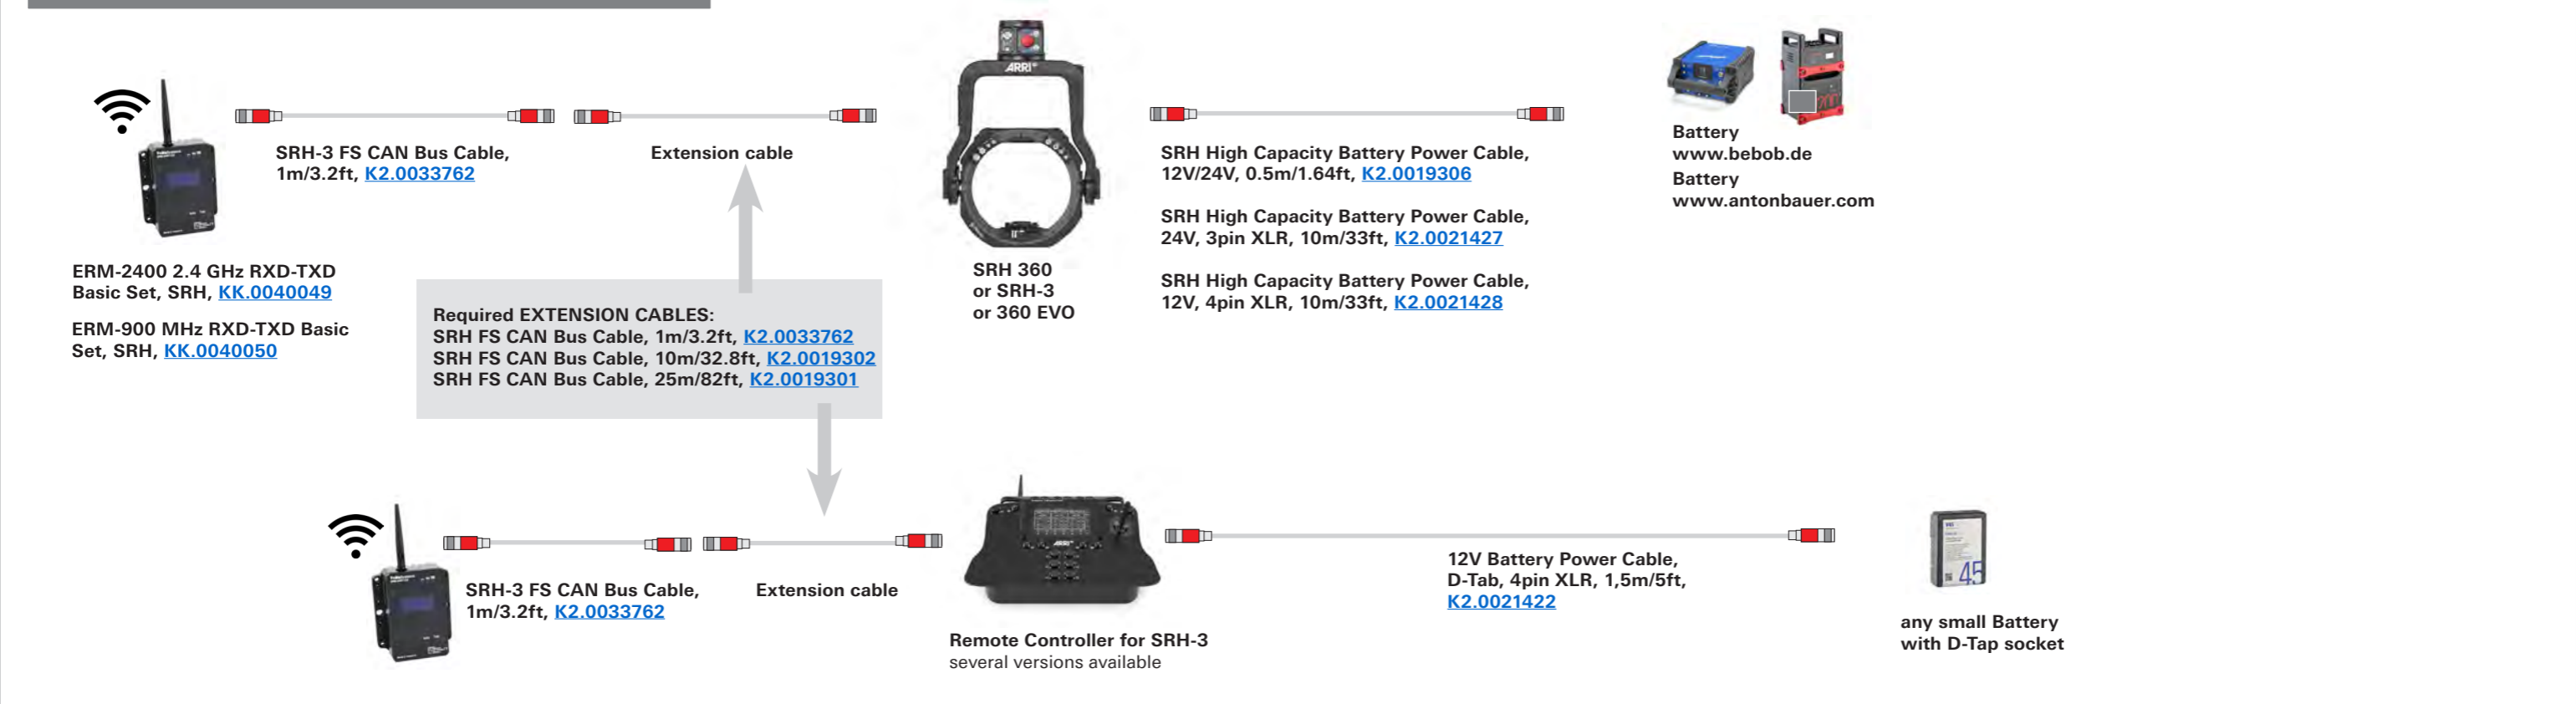 ARRI
SRH-3 FS CAN Bus Cable,
1m/3.2ft, K2.0033762
Extension cable
SRH High Capacity Battery Power Cable,
12V/24V, 0.5m/1.64ft, K2.0019306
SRH High Capacity Battery Power Cable,
24V, 3pin XLR, 10m/33ft, K2.0021427
SRH High Capacity Battery Power Cable,
12V, 4pin XLR, 10m/33ft, K2.0021428
Battery
www.bebob.de
Battery
www.antonbauer.com
ERM-2400 2.4 GHz RXD-TXD
Basic Set, SRH, KK.0040049
ERM-900 MHz RXD-TXD Basic
Set, SRH, KK.0040050
SRH 360
or SRH-3
or 360 EVO
Required EXTENSION CABLES:
SRH FS CAN Bus Cable, 1m/3.2ft, K2.0033762
SRH FS CAN Bus Cable, 10m/32.8ft, K2.0019302
SRH FS CAN Bus Cable, 25m/82ft, K2.0019301
SRH-3 FS CAN Bus Cable,
1m/3.2ft, K2.0033762
Extension cable
ARRI
Remote Controller for SRH-3
several versions available
12V Battery Power Cable,
D-Tab, 4pin XLR, 1,5m/5ft,
K2.0021422
45
any small Battery
with D-Tap socket